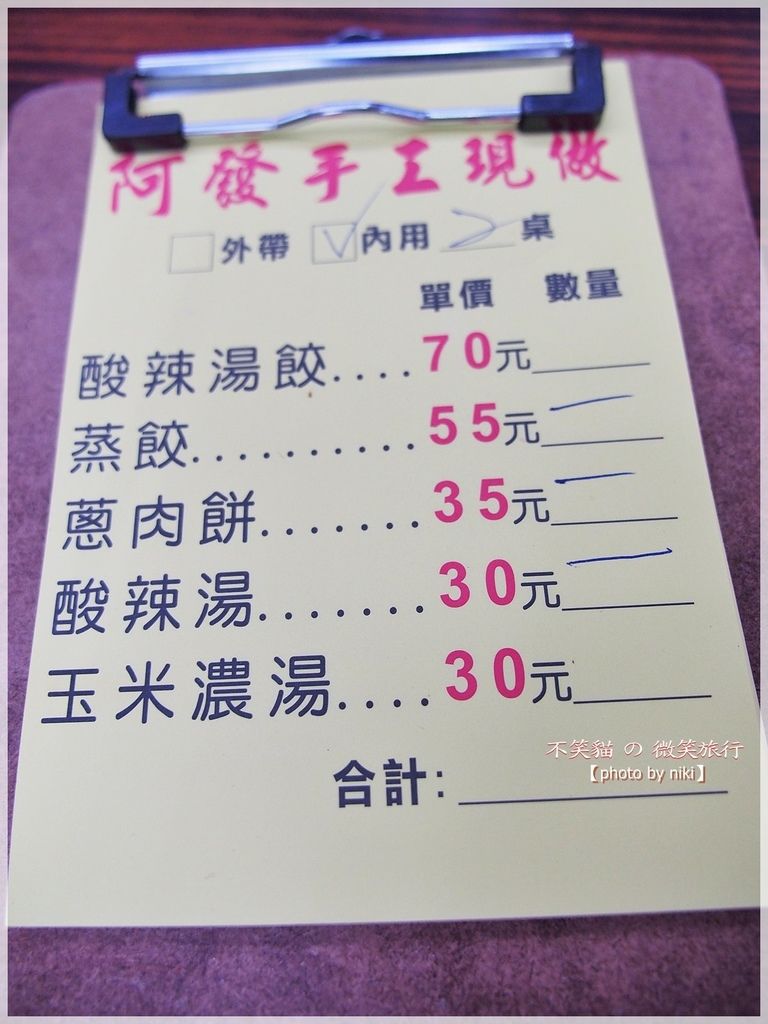 阿發手工現做
外帶 內用 桌
單價 數量
酸辣湯餃....70元
蒸餃..........55元 一
蔥肉餅.......35元 一
酸辣湯.......30元 一
玉米濃湯....30元
合計:
不笑貓 の 微笑旅行
【photo by niki】